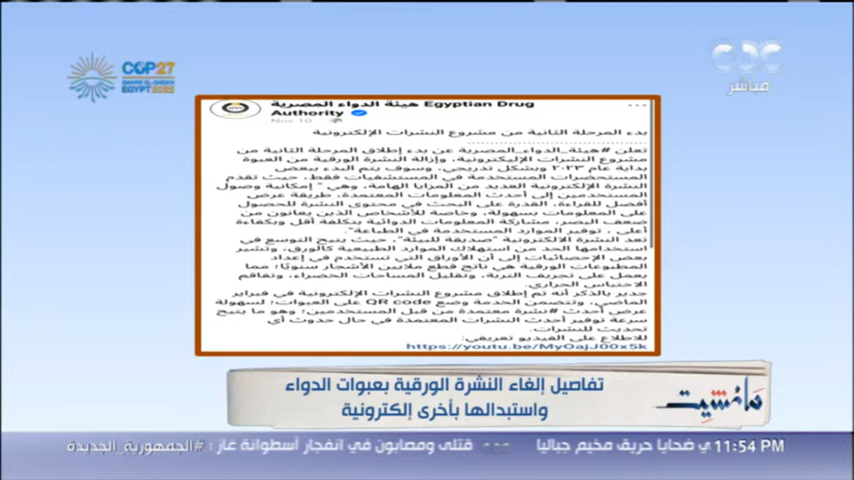 COP27
SHARM EL-SHEIKH
EGYPT 2022
cbc
مباشر
هيئة الدواء المصرية Egyptian Drug Authority
Nov 10
بدء المرحلة الثانية من مشروع النشرات الإلكترونية
تعلن #هيئة_الدواء_المصرية عن بدء إطلاق المرحلة الثانية من
مشروع النشرات الإليكترونية، وإزالة النشرة الورقية من العبوة
بداية عام ٢٠٢٣ وبشكل تدريجي، وسوف يتم البدء ببعض
المستحضرات المستخدمة في المستشفيات فقط، حيث تقدم
النشرة الإلكترونية العديد من المزايا الهامة، وهي " إمكانية وصول
المستخدمين إلى أحدث المعلومات المعتمدة، طريقة عرض
أفضل للقراءة، القدرة على البحث في محتوى النشرة للحصول
على المعلومات بسهولة، وخاصة للأشخاص الذين يعانون من
ضعف البصر، مشاركة المعلومات الدوائية بتكلفة أقل وبكفاءة
أعلى ، توفير الموارد المستخدمة في الطباعة".
تعد النشرة الالكترونية "صديقة للبيئة"، حيث يتيح التوسع في
استخدامها الحد من استهلاك الموارد الطبيعية كالورق، وتشير
بعض الإحصائيات إلى أن الأوراق التي تستخدم في إعداد
المطبوعات الورقية هي ناتج قطع ملايين الأشجار سنويًا؛ مما
يعمل على تجريف التربة، وتقليل المساحات الخضراء، وتفاقم
الاحتباس الحراري.
جدير بالذكر أنه تم إطلاق مشروع النشرات الإلكترونية في فبراير
الماضي، وتتضمن الخدمة وضع QR code على العبوات؛ لسهولة
عرض أحدث #نشرة معتمدة من قبل المستخدمين؛ وهو ما يتيح
سرعة توفير أحدث النشرات المعتمدة في حال حدوث أي
تحديث للنشرات.
للاطلاع على الفيديو تعريفي:
https://youtu.be/MyOajJ00x5k
مانشيت
تفاصيل إلغاء النشرة الورقية بعبوات الدواء
واستبدالها بأخرى إلكترونية
11:54 PM ي ضحايا حريق مخيم جباليا cbc قتلى ومصابون في انفجار أسطوانة غاز : #الجمهورية_الجديدة